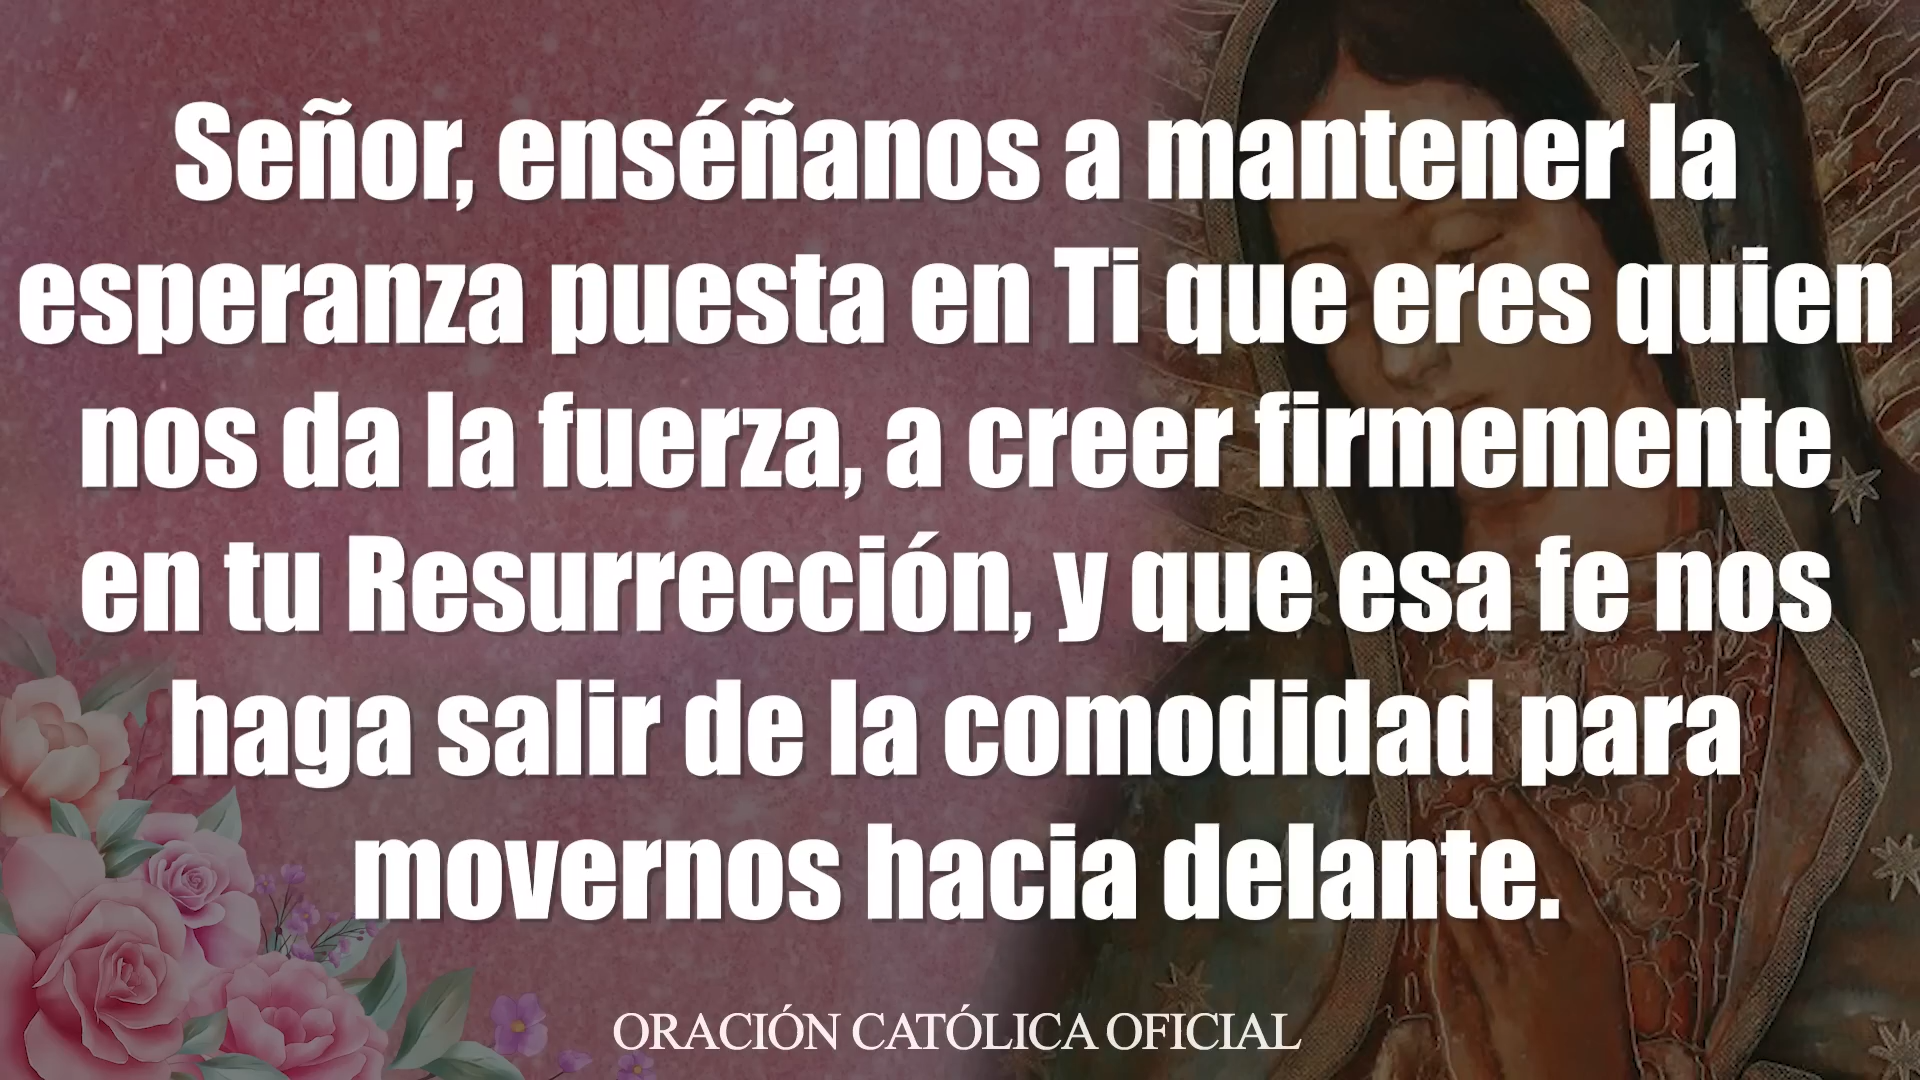 Señor, enséñanos a mantener la
esperanza puesta en Ti que eres quien
nos da la fuerza, a creer firmemente
en tu Resurrección, y que esa fe nos
haga salir de la comodidad para
movernos hacia delante.
ORACIÓN CATÓLICA OFICIAL